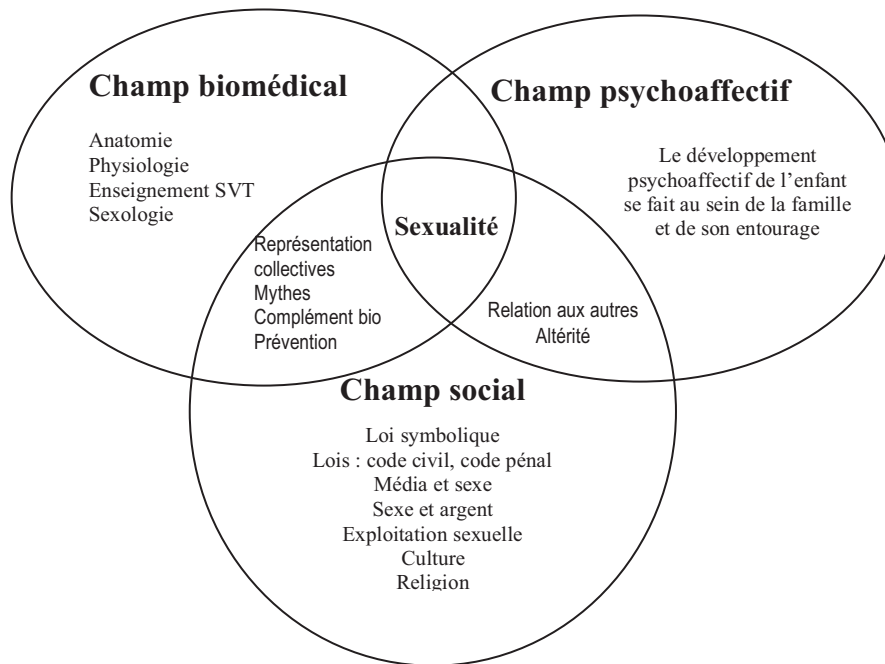 Champ biomédical
Anatomie
Physiologie
Enseignement SVT
Sexologie
Champ psychoaffectif
Le développement
psychoaffectif de l’enfant
se fait au sein de la famille
et de son entourage
Sexualité
Représentation
collectives
Mythes
Complément bio
Prévention
Relation aux autres
Altérité
Champ social
Loi symbolique
Lois : code civil, code pénal
Média et sexe
Sexe et argent
Exploitation sexuelle
Culture
Religion